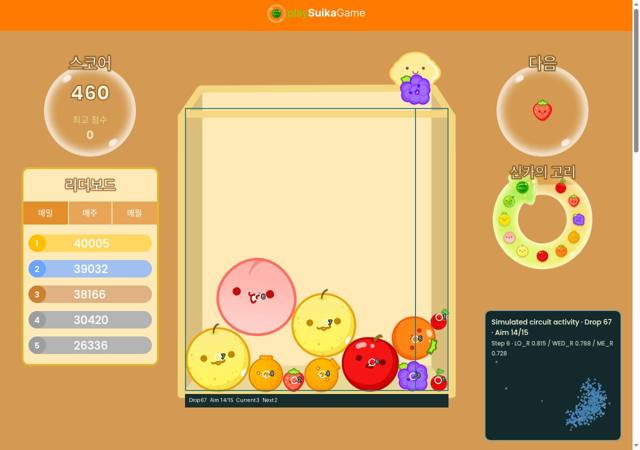 playSuikaGame
스코어
460
최고 점수
0
다음
리더보드
매일
매주
매월
1 40005
2 39032
3 38166
4 30420
5 26336
신카의 고리
Simulated circuit activity · Drop 67
· Aim 14/15
Step 6 · LO_R 0.815 / WED_R 0.788 / ME_R
0.728
Drop67 Aim 14/15 Current3 Next2